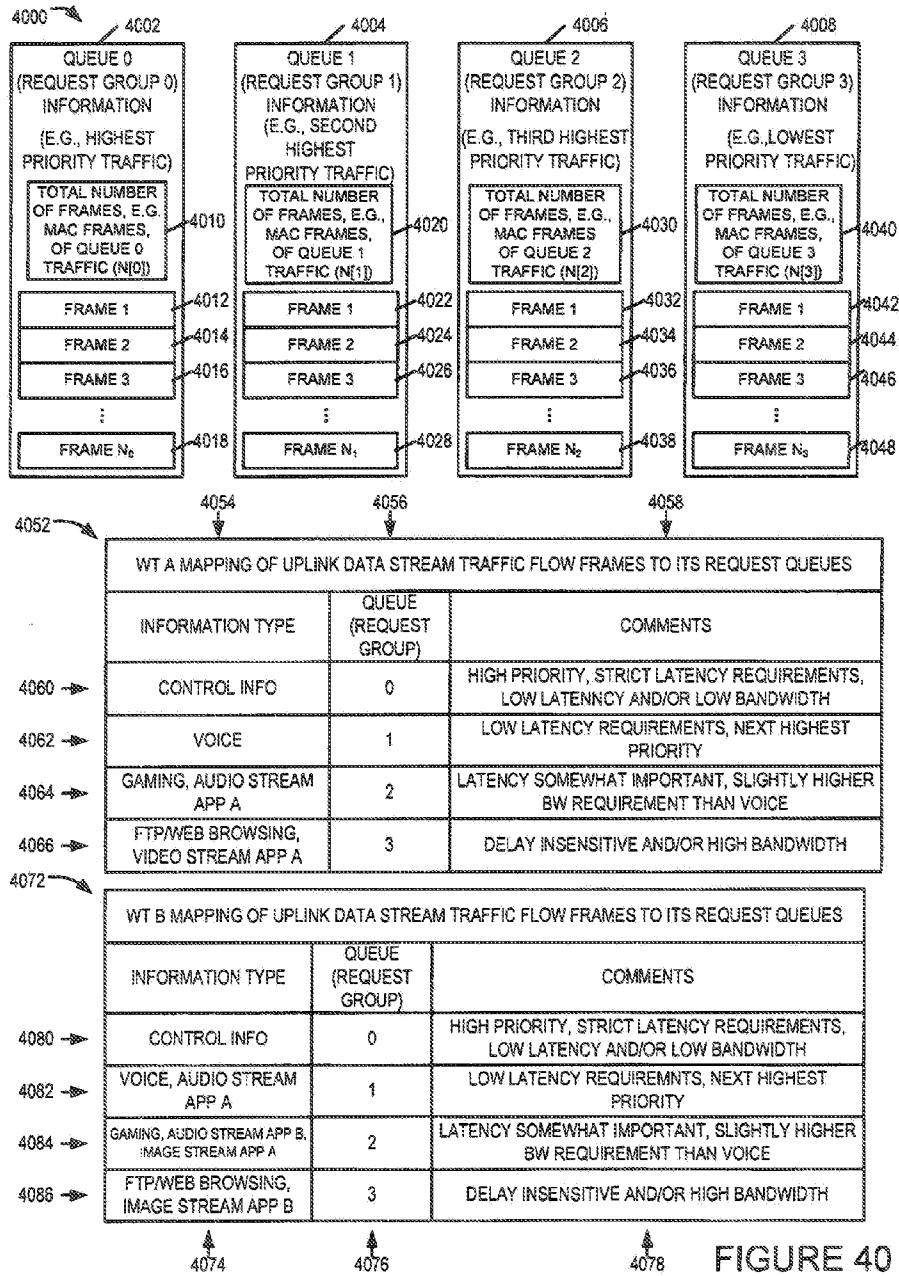 4000
4002
QUEUE 0
(REQUEST GROUP 0)
INFORMATION
(E.G., HIGHEST
PRIORITY TRAFFIC)
TOTAL NUMBER
OF FRAMES, E.G.
MAC FRAMES,
OF QUEUE 0
TRAFFIC (N[0])
4010
FRAME 1
4012
FRAME 2
4014
FRAME 3
4016
⋮
FRAME N₀
4018
4004
QUEUE 1
(REQUEST GROUP 1)
INFORMATION
(E.G., SECOND
HIGHEST
PRIORITY TRAFFIC)
TOTAL NUMBER
OF FRAMES, E.G.,
MAC FRAMES,
OF QUEUE 1
TRAFFIC (N[1])
4020
FRAME 1
4022
FRAME 2
4024
FRAME 3
4026
⋮
FRAME N₁
4028
4006
QUEUE 2
(REQUEST GROUP 2)
INFORMATION
(E.G., THIRD HIGHEST
PRIORITY TRAFFIC)
TOTAL NUMBER
OF FRAMES, E.G.,
MAC FRAMES
OF QUEUE 2
TRAFFIC (N[2])
4030
FRAME 1
4032
FRAME 2
4034
FRAME 3
4036
⋮
FRAME N₂
4038
4008
QUEUE 3
(REQUEST GROUP 3)
INFORMATION
(E.G.,LOWEST
PRIORITY TRAFFIC)
TOTAL NUMBER
OF FRAMES, E.G.,
MAC FRAMES,
OF QUEUE 3
TRAFFIC (N[3])
4040
FRAME 1
4042
FRAME 2
4044
FRAME 3
4046
⋮
FRAME N₃
4048
4052
4054
4056
4058
WT A MAPPING OF UPLINK DATA STREAM TRAFFIC FLOW FRAMES TO ITS REQUEST QUEUES
INFORMATION TYPE
QUEUE
(REQUEST
GROUP)
COMMENTS
4060
CONTROL INFO
0
HIGH PRIORITY, STRICT LATENCY REQUIREMENTS,
LOW LATENNCY AND/OR LOW BANDWIDTH
4062
VOICE
1
LOW LATENCY REQUIREMENTS, NEXT HIGHEST
PRIORITY
4064
GAMING, AUDIO STREAM
APP A
2
LATENCY SOMEWHAT IMPORTANT, SLIGHTLY HIGHER
BW REQUIREMENT THAN VOICE
4066
FTP/WEB BROWSING,
VIDEO STREAM APP A
3
DELAY INSENSITIVE AND/OR HIGH BANDWIDTH
4072
WT B MAPPING OF UPLINK DATA STREAM TRAFFIC FLOW FRAMES TO ITS REQUEST QUEUES
INFORMATION TYPE
QUEUE
(REQUEST
GROUP)
COMMENTS
4080
CONTROL INFO
0
HIGH PRIORITY, STRICT LATENCY REQUIREMENTS,
LOW LATENCY AND/OR LOW BANDWIDTH
4082
VOICE, AUDIO STREAM
APP A
1
LOW LATENCY REQUIREMNTS, NEXT HIGHEST
PRIORITY
4084
GAMING, AUDIO STREAM APP B,
IMAGE STREAM APP A
2
LATENCY SOMEWHAT IMPORTANT, SLIGHTLY HIGHER
BW REQUIREMENT THAN VOICE
4086
FTP/WEB BROWSING,
IMAGE STREAM APP B
3
DELAY INSENSITIVE AND/OR HIGH BANDWIDTH
4074
4076
4078
FIGURE 40